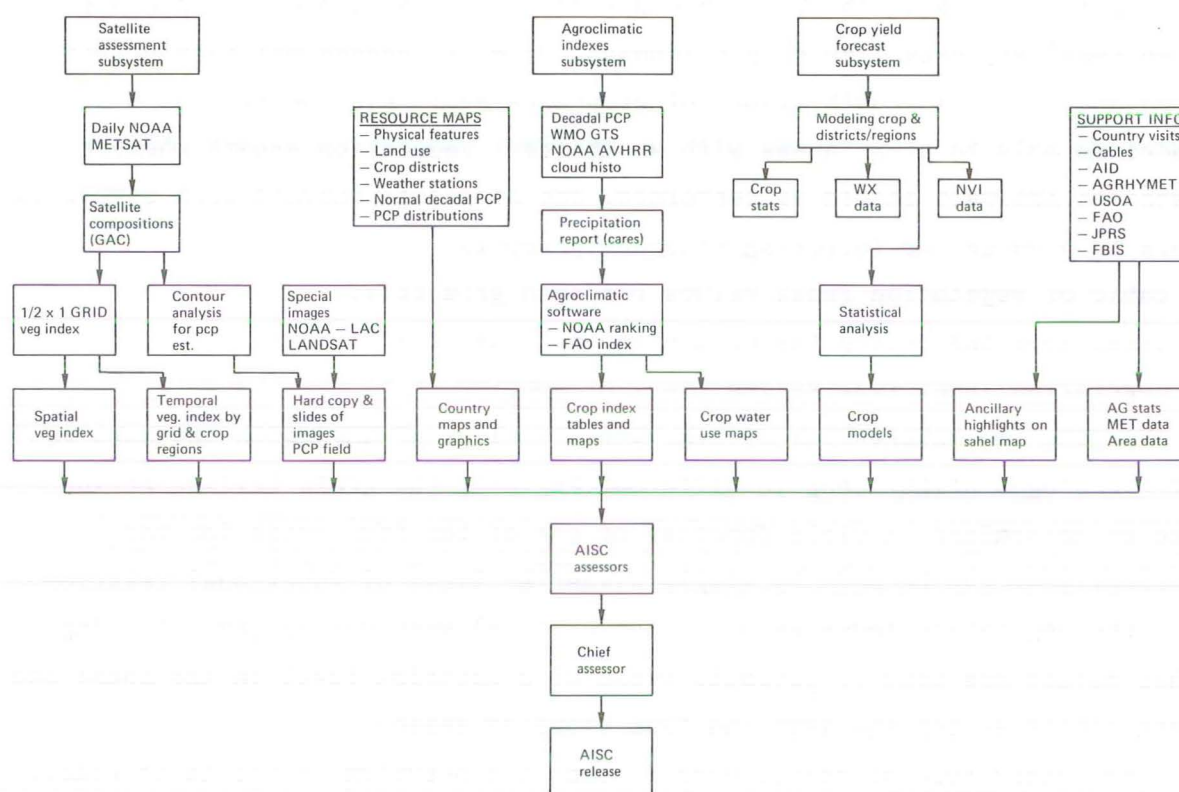 Satellite
assessment
subsystem
Agroclimatic
indexes
subsystem
Crop yield
forecast
subsystem
Daily NOAA
METSAT
RESOURCE MAPS
– Physical features
– Land use
– Crop districts
– Weather stations
– Normal decadal PCP
– PCP distributions
Decadal PCP
WMO GTS
NOAAAVHRR
cloud histo
Modeling crop &
districts/regions
SUPPORT INFO
– Country visits
– Cables
– AID
– AGRHYMET
– USOA
– FAO
– JPRS
– FBIS
Crop
stats
WX
data
NVI
data
Satellite
compositions
(GAC)
Precipitation
report (cares)
1/2 x 1 GRID
veg index
Contour
analysis
for pcp
est.
Special
images
NOAA – LAC
LANDSAT
Agroclimatic
software
– NOAA ranking
– FAO index
Statistical
analysis
Spatial
veg index
Temporal
veg. index by
grid & crop
regions
Hard copy &
slides of
images
PCP field
Country
maps and
graphics
Crop index
tables and
maps
Crop water
use maps
Crop
models
Ancillary
highlights on
sahel map
AG stats
MET data
Area data
AISC
assessors
Chief
assessor
AISC
release